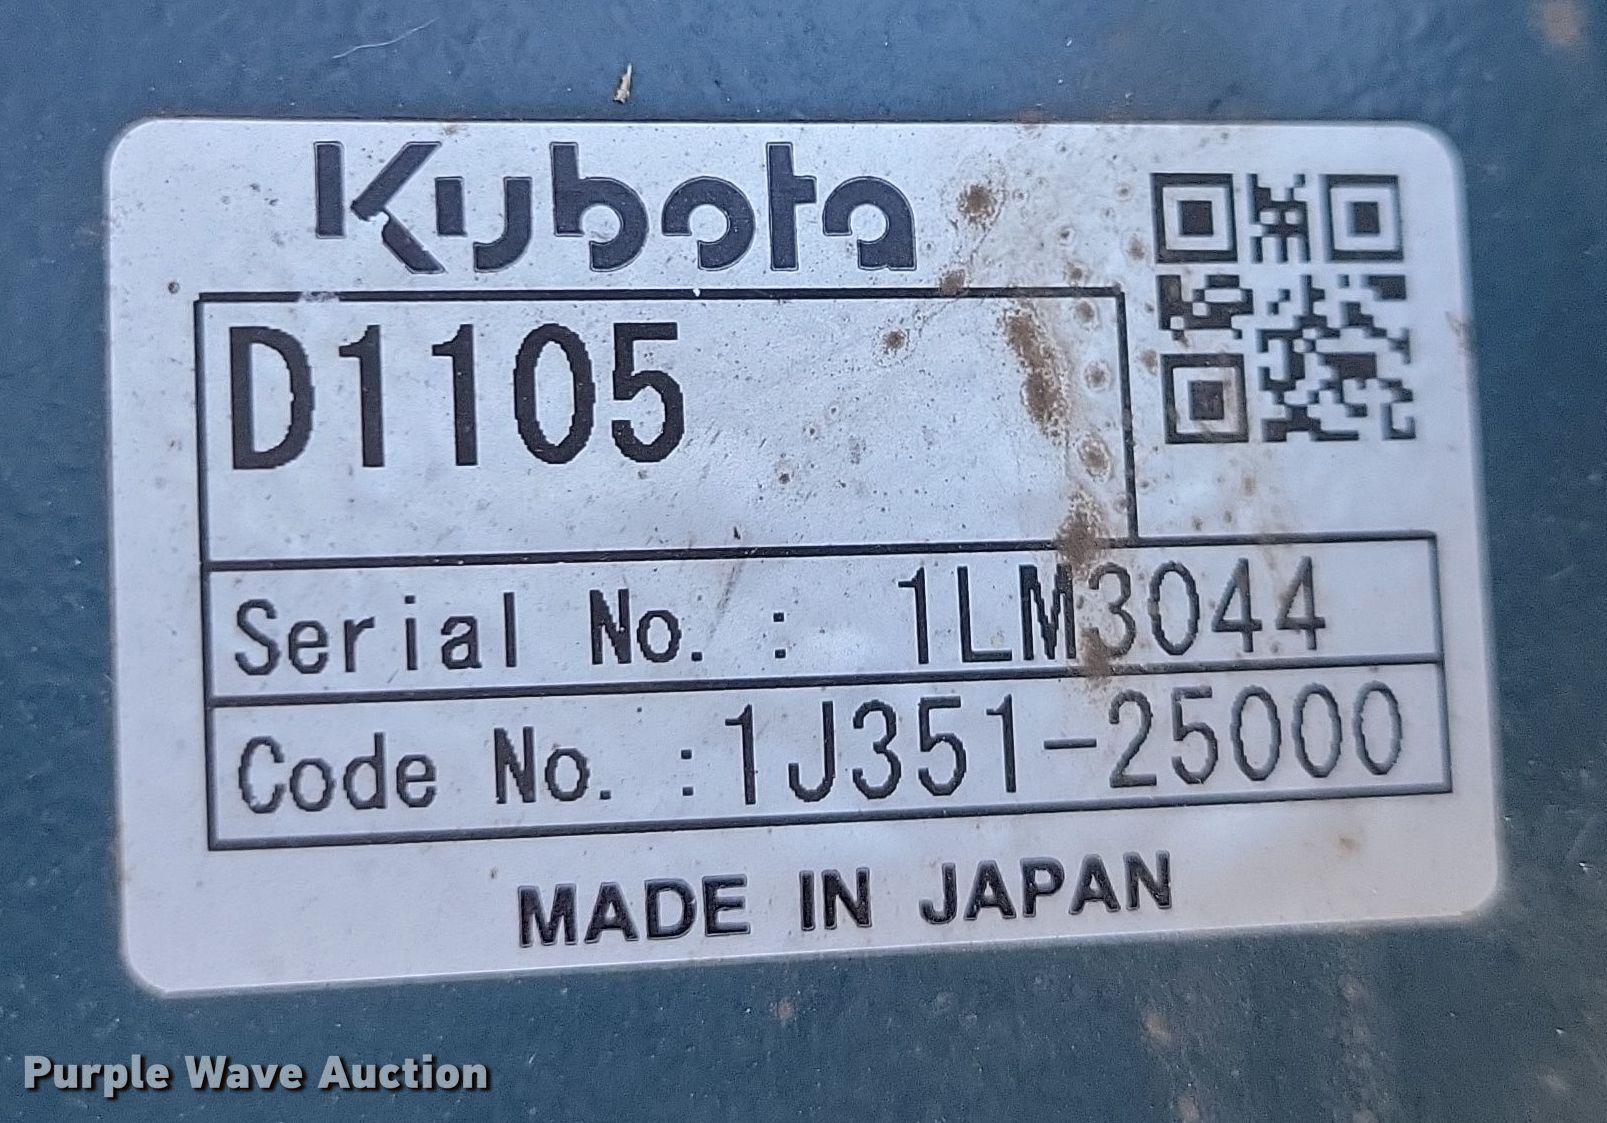 Kubota
D1105
Serial No. : 1LM3044
Code No. :1J351-25000
MADE IN JAPAN
Purple Wave Auction